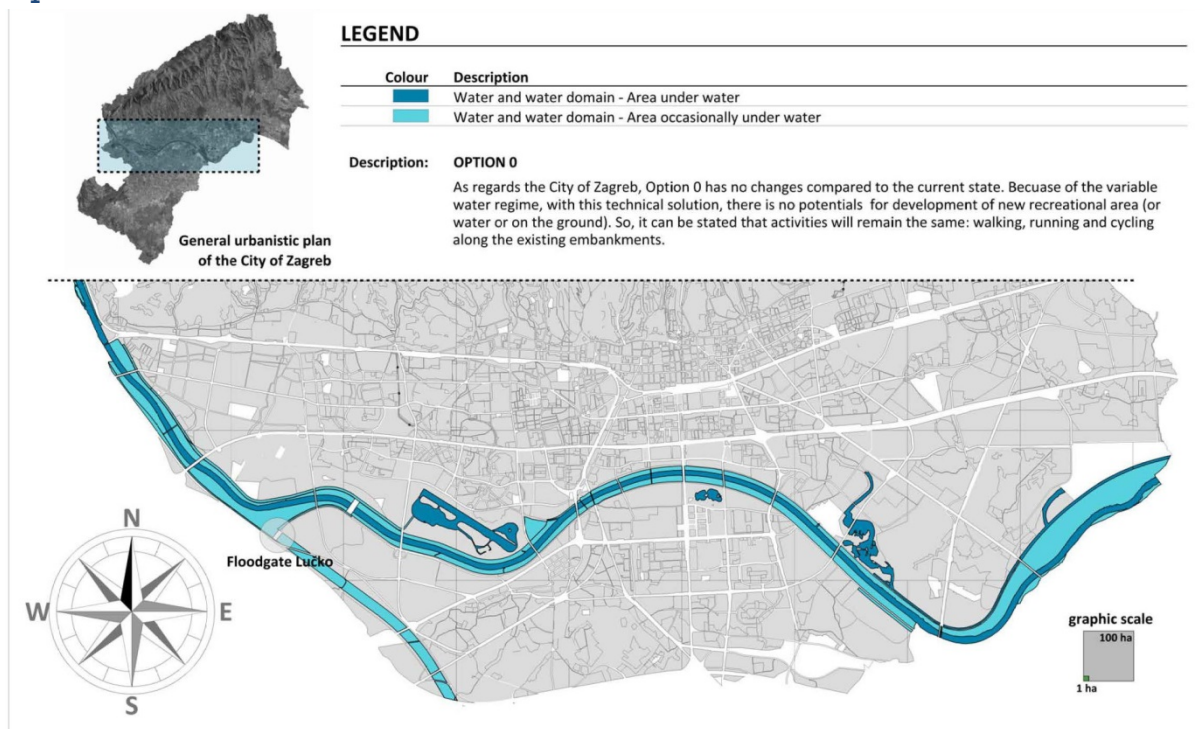 LEGEND
Colour Description
Water and water domain - Area under water
Water and water domain - Area occasionally under water
Description: OPTION 0
As regards the City of Zagreb, Option 0 has no changes compared to the current state. Becuase of the variable
water regime, with this technical solution, there is no potentials for development of new recreational area (or
water or on the ground). So, it can be stated that activities will remain the same: walking, running and cycling
along the existing embankments.
General urbanistic plan
of the City of Zagreb
Floodgate Lučko
N
W
E
S
graphic scale
100 ha
1 ha